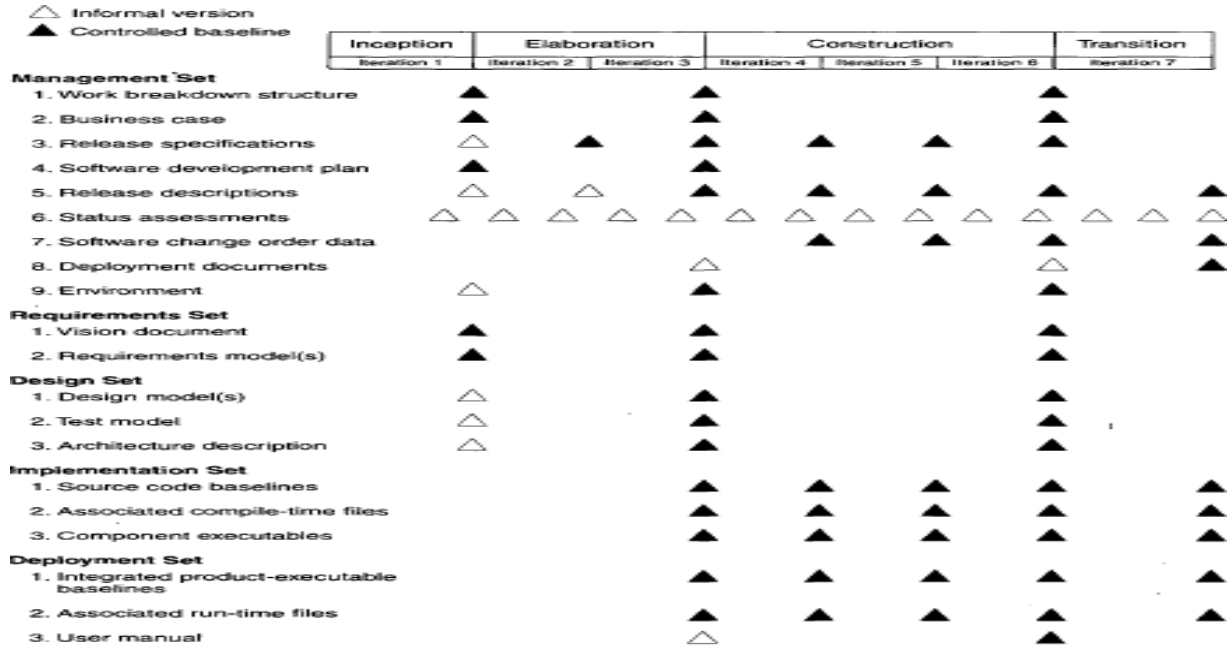 Informal version
Controlled baseline
Inception Elaboration Construction Transition
Iteration 1 Iteration 2 Iteration 3 Iteration 4 Iteration 5 Iteration 6 Iteration 7
Management Set
1. Work breakdown structure
2. Business case
3. Release specifications
4. Software development plan
5. Release descriptions
6. Status assessments
7. Software change order data
8. Deployment documents
9. Environment
Requirements Set
1. Vision document
2. Requirements model(s)
Design Set
1. Design model(s)
2. Test model
3. Architecture description
Implementation Set
1. Source code baselines
2. Associated compile-time files
3. Component executables
Deployment Set
1. Integrated product-executable
baselines
2. Associated run-time files
3. User manual